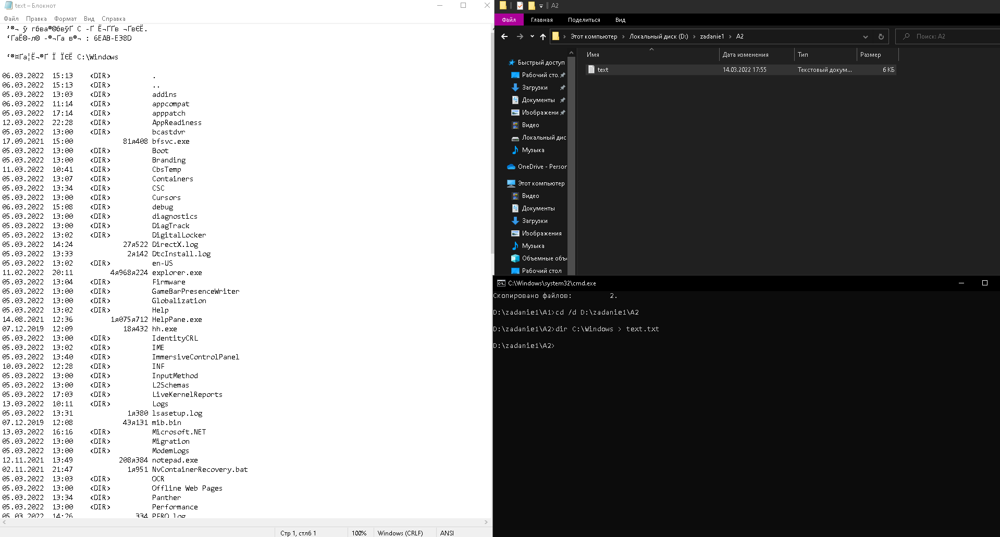 text – Блокнот
Файл Правка Формат Вид Справка
6EAB-E38D
C:\Windows
06.03.2022 15:13 <DIR> .
06.03.2022 15:13 <DIR> ..
05.03.2022 13:03 <DIR> addins
06.03.2022 11:14 <DIR> appcompat
05.03.2022 17:14 <DIR> apppatch
12.03.2022 22:28 <DIR> AppReadiness
05.03.2022 13:00 <DIR> bcastdvr
17.09.2021 15:00 81я408 bfsvc.exe
05.03.2022 13:00 <DIR> Boot
05.03.2022 13:00 <DIR> Branding
11.03.2022 10:41 <DIR> CbsTemp
05.03.2022 13:07 <DIR> Containers
05.03.2022 13:34 <DIR> CSC
05.03.2022 13:00 <DIR> Cursors
06.03.2022 15:08 <DIR> debug
05.03.2022 13:00 <DIR> diagnostics
05.03.2022 13:00 <DIR> DiagTrack
05.03.2022 13:02 <DIR> DigitalLocker
05.03.2022 14:24 27я522 DirectX.log
05.03.2022 13:33 2я142 DtcInstall.log
05.03.2022 13:02 <DIR> en-US
11.02.2022 20:11 4я968я224 explorer.exe
05.03.2022 13:04 <DIR> Firmware
05.03.2022 13:00 <DIR> GameBarPresenceWriter
05.03.2022 13:00 <DIR> Globalization
05.03.2022 13:02 <DIR> Help
14.08.2021 12:36 1я075я712 HelpPane.exe
07.12.2019 12:09 18я432 hh.exe
05.03.2022 13:00 <DIR> IdentityCRL
05.03.2022 13:02 <DIR> IME
05.03.2022 13:40 <DIR> ImmersiveControlPanel
10.03.2022 12:28 <DIR> INF
05.03.2022 13:00 <DIR> InputMethod
05.03.2022 13:00 <DIR> L2Schemas
05.03.2022 17:03 <DIR> LiveKernelReports
13.03.2022 10:11 <DIR> Logs
05.03.2022 13:31 1я380 lsasetup.log
07.12.2019 12:08 43я131 mib.bin
13.03.2022 16:16 <DIR> Microsoft.NET
05.03.2022 13:00 <DIR> Migration
05.03.2022 13:00 <DIR> ModemLogs
12.11.2021 13:49 208я384 notepad.exe
02.11.2021 21:47 1я951 NvContainerRecovery.bat
05.03.2022 13:03 <DIR> OCR
05.03.2022 13:00 <DIR> Offline Web Pages
05.03.2022 13:34 <DIR> Panther
05.03.2022 13:00 <DIR> Performance
05.03.2022 14:26 334 PFRO.log
Стр 1, стлб 1 100% Windows (CRLF) ANSI
A2
Файл Главная Поделиться Вид
Этот компьютер › Локальный диск (D:) › zadanie1 › A2
Поиск: A2
Имя Дата изменения Тип Размер
text 14.03.2022 17:55 Текстовый докум... 6 КБ
Быстрый доступ
Рабочий сто.
Загрузки
Документы
Изображени
Видео
Локальный дис
Музыка
OneDrive - Person
Этот компьютер
Видео
Документы
Загрузки
Изображения
Музыка
Объемные объ
Рабочий стол
C:\Windows\system32\cmd.exe
Скопировано файлов: 2.
D:\zadanie1\A1>cd /d D:\zadanie1\A2
D:\zadanie1\A2>dir C:\Windows > text.txt
D:\zadanie1\A2>